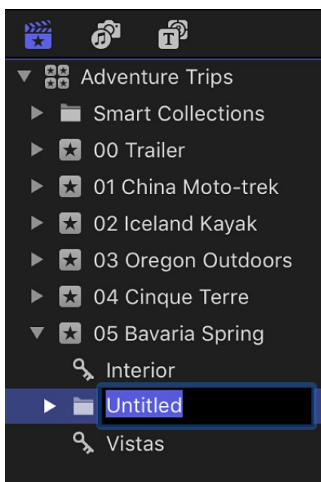 Adventure Trips
Smart Collections
00 Trailer
01 China Moto-trek
02 Iceland Kayak
03 Oregon Outdoors
04 Cinque Terre
05 Bavaria Spring
Interior
Untitled
Vistas